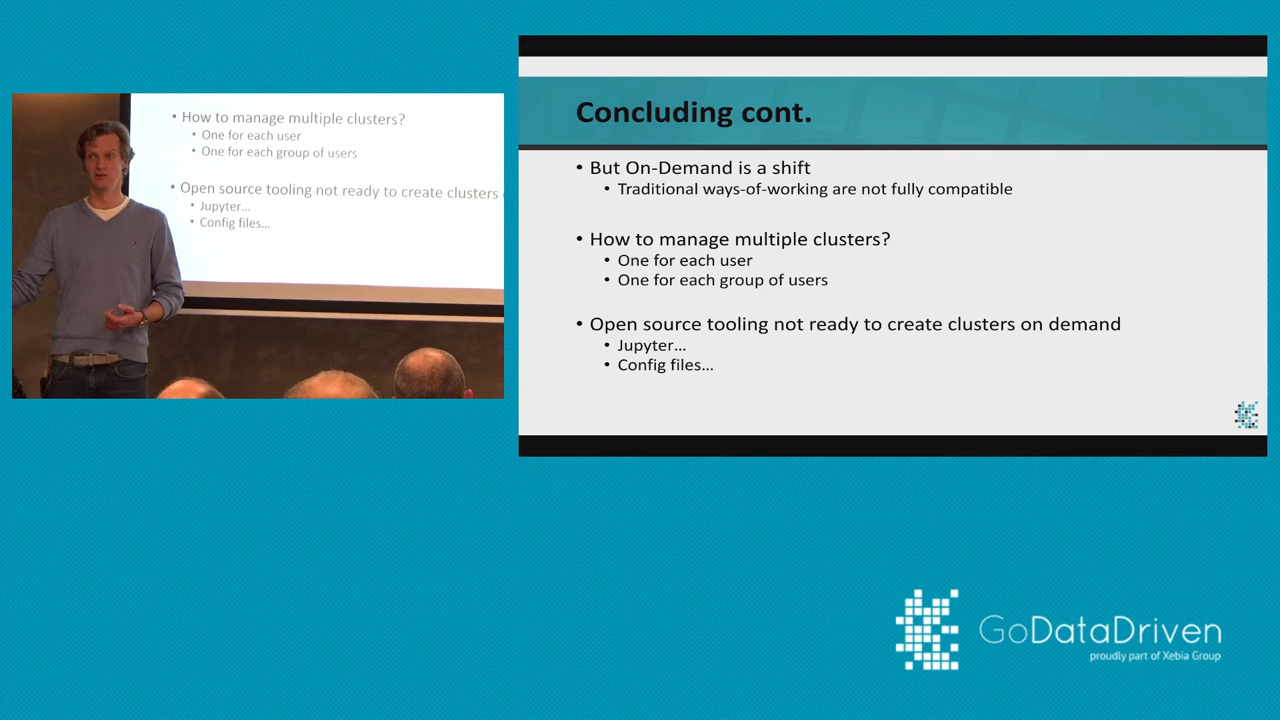 • How to manage multiple clusters?
• One for each user
• One for each group of users
• Open source tooling not ready to create clusters
• Jupyter...
• Config files...
Concluding cont.
• But On-Demand is a shift
• Traditional ways-of-working are not fully compatible
• How to manage multiple clusters?
• One for each user
• One for each group of users
• Open source tooling not ready to create clusters on demand
• Jupyter...
• Config files...
GoDataDriven
proudly part of Xebia Group